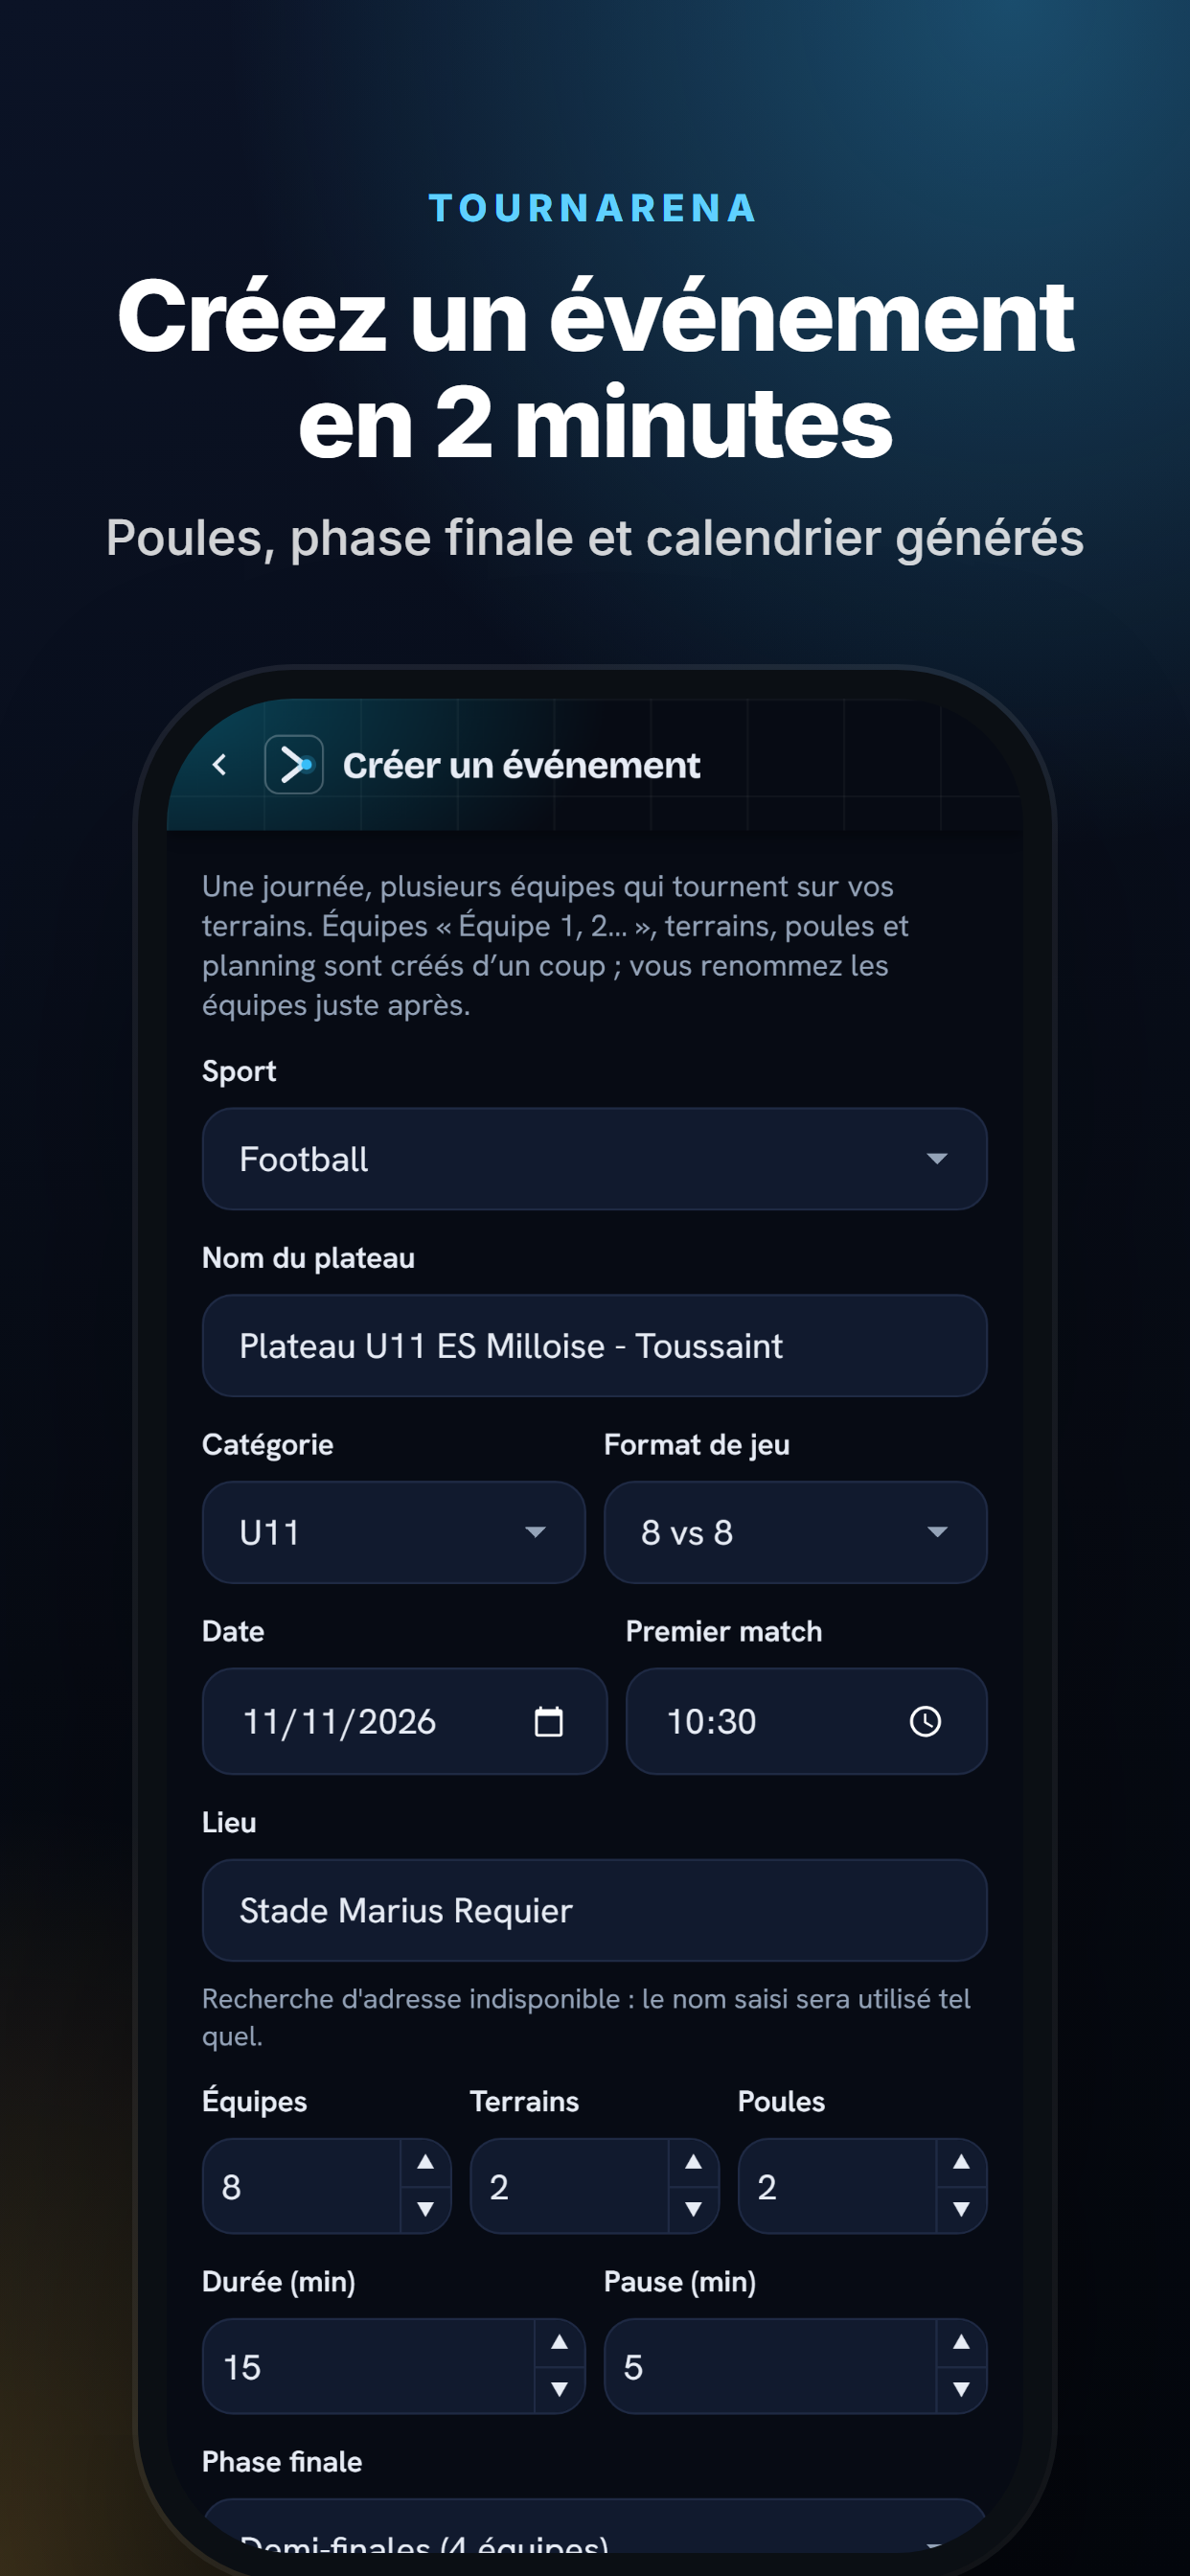 TOURNARENA
Créez un événement
en 2 minutes
Poules, phase finale et calendrier générés
Créer un événement
Une journée, plusieurs équipes qui tournent sur vos
terrains. Équipes « Équipe 1, 2… », terrains, poules et
planning sont créés d’un coup ; vous renommez les
équipes juste après.
Sport
Football
Nom du plateau
Plateau U11 ES Milloise - Toussaint
Catégorie Format de jeu
U11 8 vs 8
Date Premier match
11/11/2026 10:30
Lieu
Stade Marius Requier
Recherche d'adresse indisponible : le nom saisi sera utilisé tel
quel.
Équipes Terrains Poules
8 2 2
Durée (min) Pause (min)
15 5
Phase finale
Demi-finales (4 équipes)